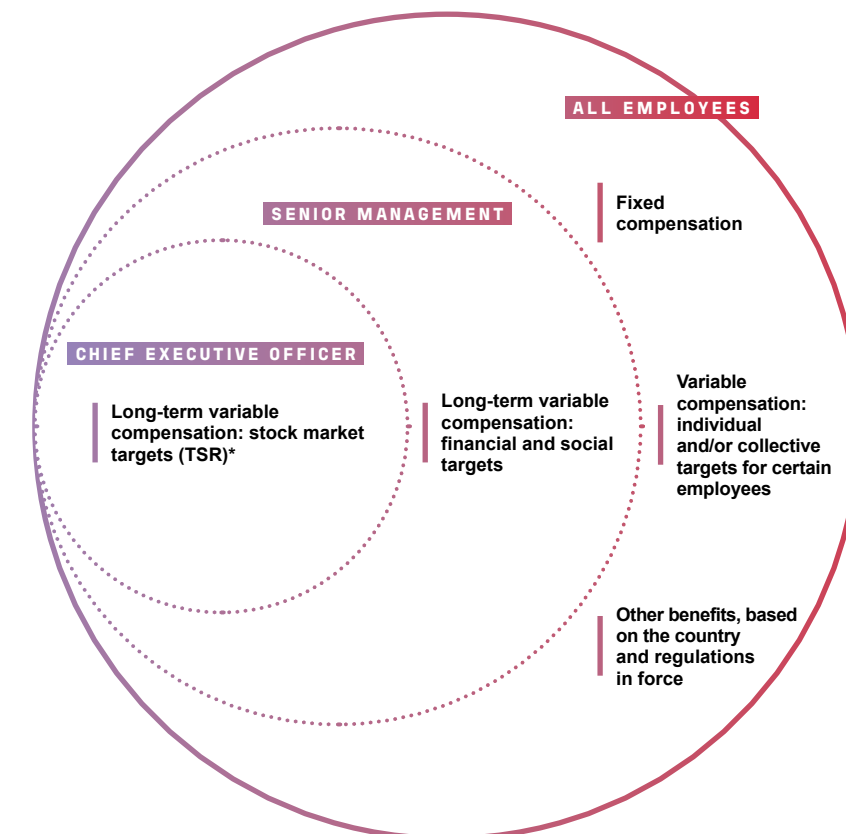 ALL EMPLOYEES
Fixed
compensation
SENIOR MANAGEMENT
CHIEF EXECUTIVE OFFICER
Long-term variable
compensation: stock market
targets (TSR)*
Long-term variable
compensation:
financial and social
targets
Variable
compensation:
individual
and/or collective
targets for certain
employees
Other benefits, based
on the country
and regulations
in force